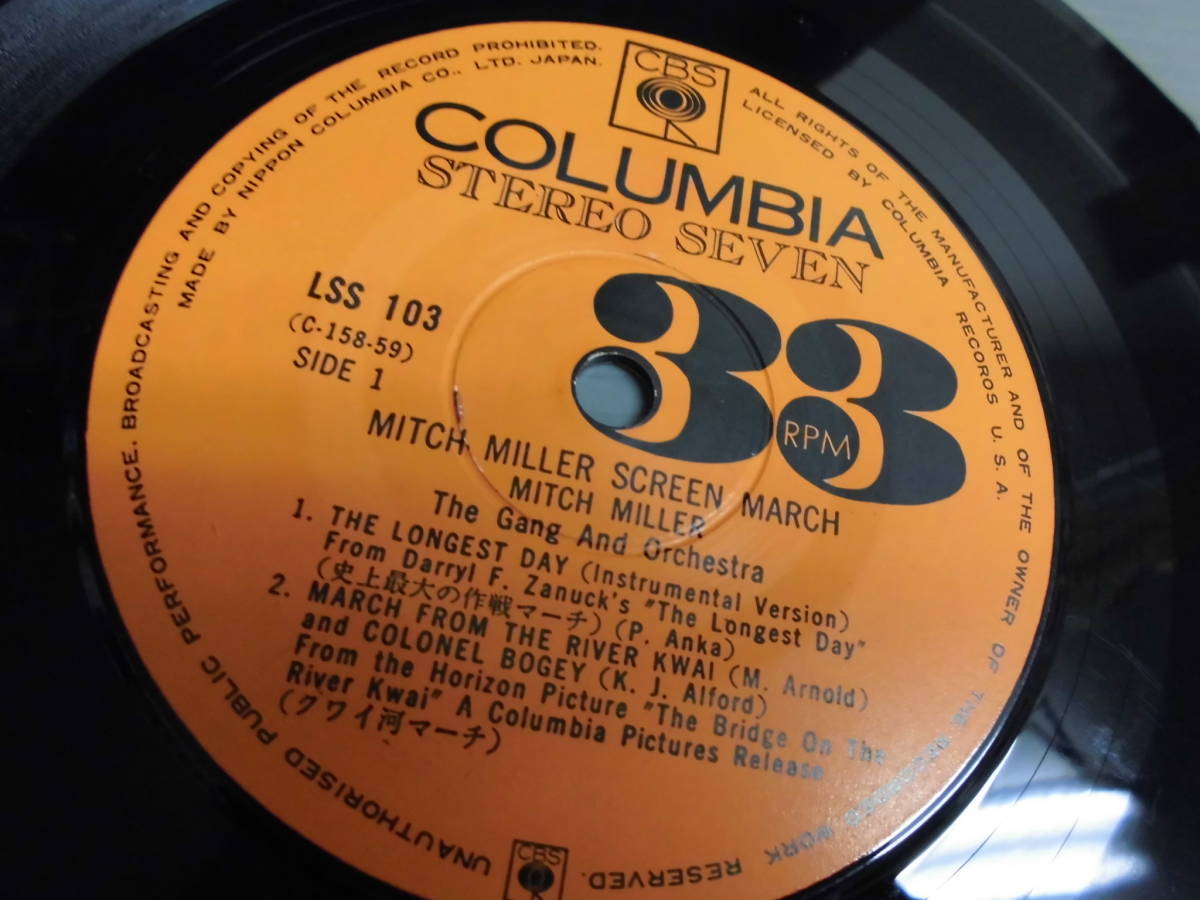 CBS
COLUMBIA
STEREO SEVEN
33
RPM
LSS 103
(C-158-59)
SIDE 1
MITCH MILLER SCREEN MARCH
MITCH MILLER
The Gang And Orchestra
1. THE LONGEST DAY (Instrumental Version)
From Darryl F. Zanuck's "The Longest Day"
(史上最大の作戦マーチ) (P. Anka)
2. MARCH FROM THE RIVER KWAI (M. Arnold)
and COLONEL BOGEY (K. J. Alford)
From the Horizon Picture "The Bridge On The
River Kwai" A Columbia Pictures Release
(クワイ河マーチ)
ALL RIGHTS OF THE MANUFACTURER AND OF THE OWNER OF THE RECORDED WORK RESERVED.
UNAUTHORISED PUBLIC PERFORMANCE. BROADCASTING AND COPYING OF THE RECORD PROHIBITED.
MADE BY NIPPON COLUMBIA CO., LTD. JAPAN.
LICENSED BY COLUMBIA RECOROS U. S. A.
CBS